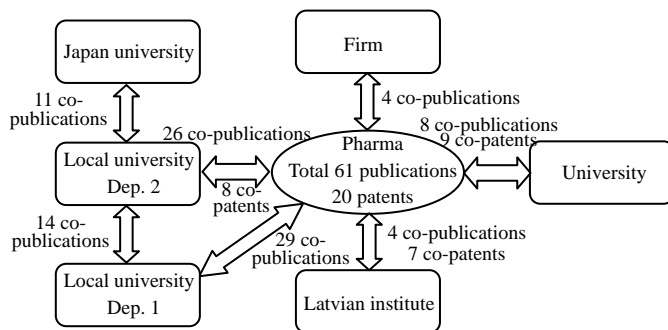 Japan university
Firm
11 co-
publications
4 co-publications
26 co-publications
8 co-publications
9 co-patents
Local university
Dep. 2
Pharma
Total 61 publications
20 patents
University
8 co-
patents
14 co-
publications
29 co-
publications
4 co-publications
7 co-patents
Local university
Dep. 1
Latvian institute